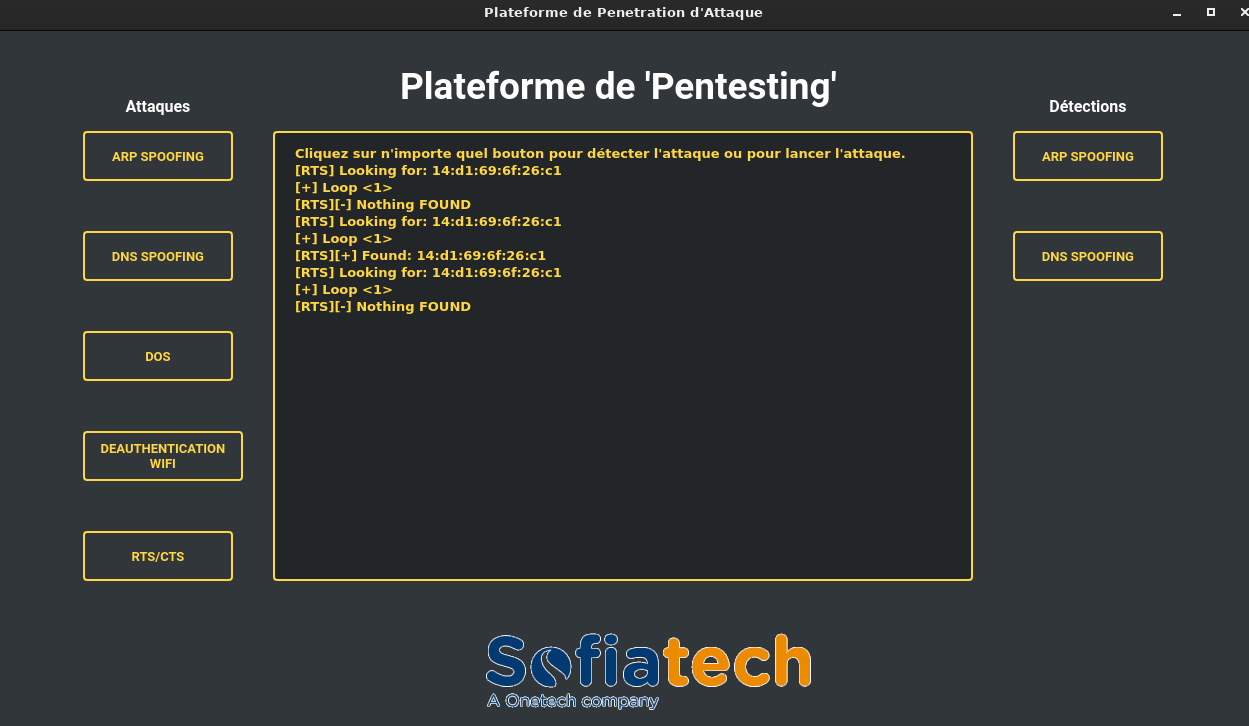 Plateforme de Penetration d'Attaque
Plateforme de 'Pentesting'
Attaques
ARP SPOOFING
DNS SPOOFING
DOS
DEAUTHENTICATION
WIFI
RTS/CTS
Cliquez sur n'importe quel bouton pour détecter l'attaque ou pour lancer l'attaque.
[RTS] Looking for: 14:d1:69:6f:26:c1
[+] Loop <1>
[RTS][-] Nothing FOUND
[RTS] Looking for: 14:d1:69:6f:26:c1
[+] Loop <1>
[RTS][+] Found: 14:d1:69:6f:26:c1
[RTS] Looking for: 14:d1:69:6f:26:c1
[+] Loop <1>
[RTS][-] Nothing FOUND
Détections
ARP SPOOFING
DNS SPOOFING
Sofiatech
A Onetech company